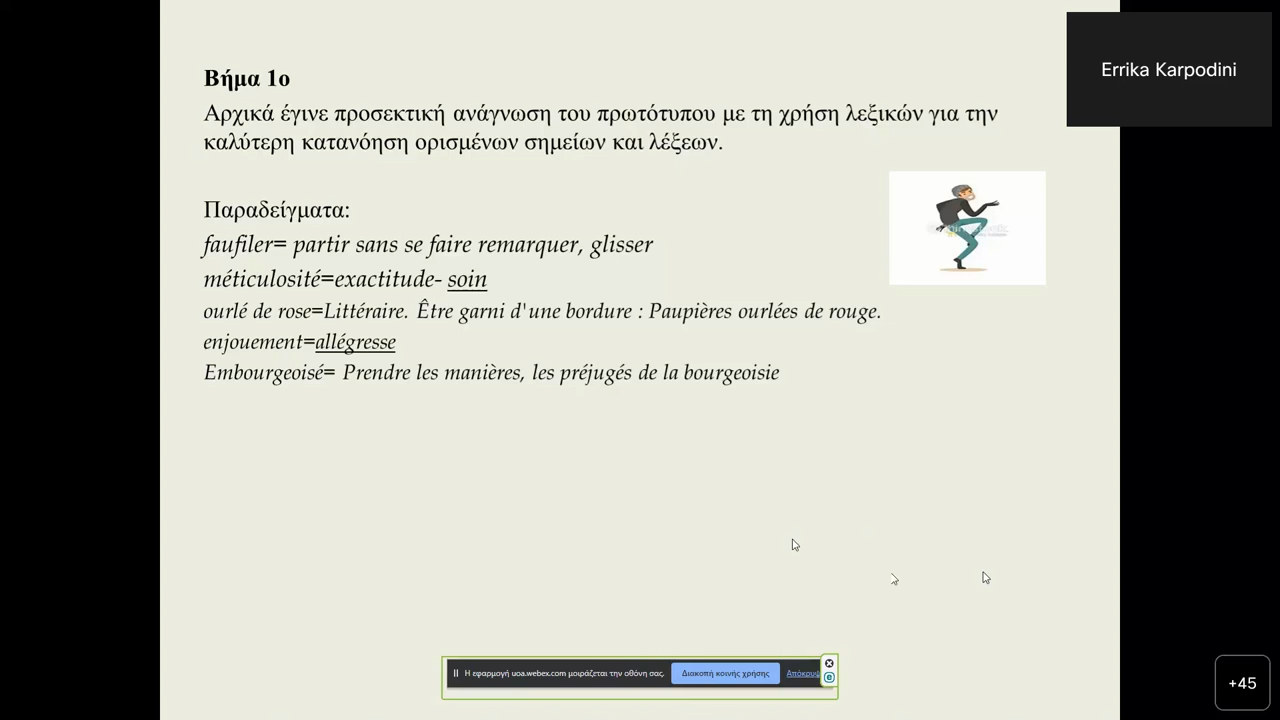 Errika Karpodini
Βήμα 1ο
Αρχικά έγινε προσεκτική ανάγνωση του πρωτότυπου με τη χρήση λεξικών για την
καλύτερη κατανόηση ορισμένων σημείων και λέξεων.
Παραδείγματα:
faufiler= partir sans se faire remarquer, glisser
méticulosité=exactitude- soin
ourlé de rose=Littéraire. Être garni d'une bordure : Paupières ourlées de rouge.
enjouement=allégresse
Embourgeoisé= Prendre les manières, les préjugés de la bourgeoisie
Η εφαρμογή uoa.webex.com μοιράζεται την οθόνη σας. Διακοπή κοινής χρήσης
+45